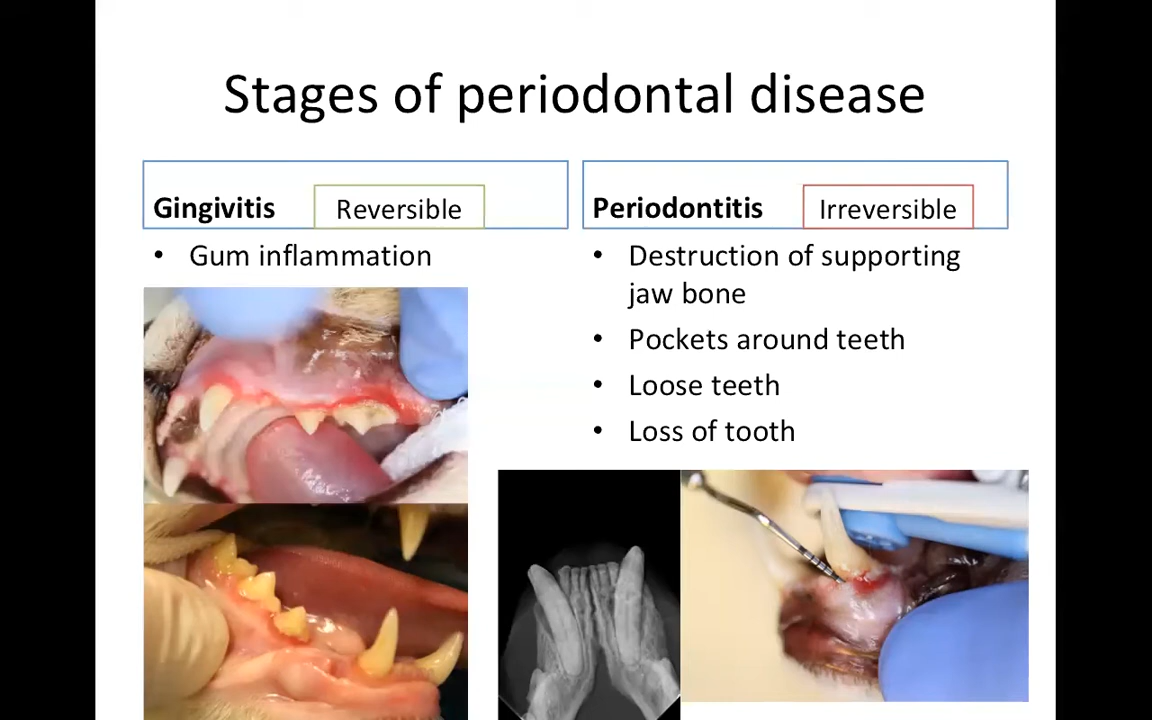 Stages of periodontal disease
Gingivitis
Reversible
• Gum inflammation
Periodontitis
Irreversible
• Destruction of supporting
jaw bone
• Pockets around teeth
• Loose teeth
• Loss of tooth